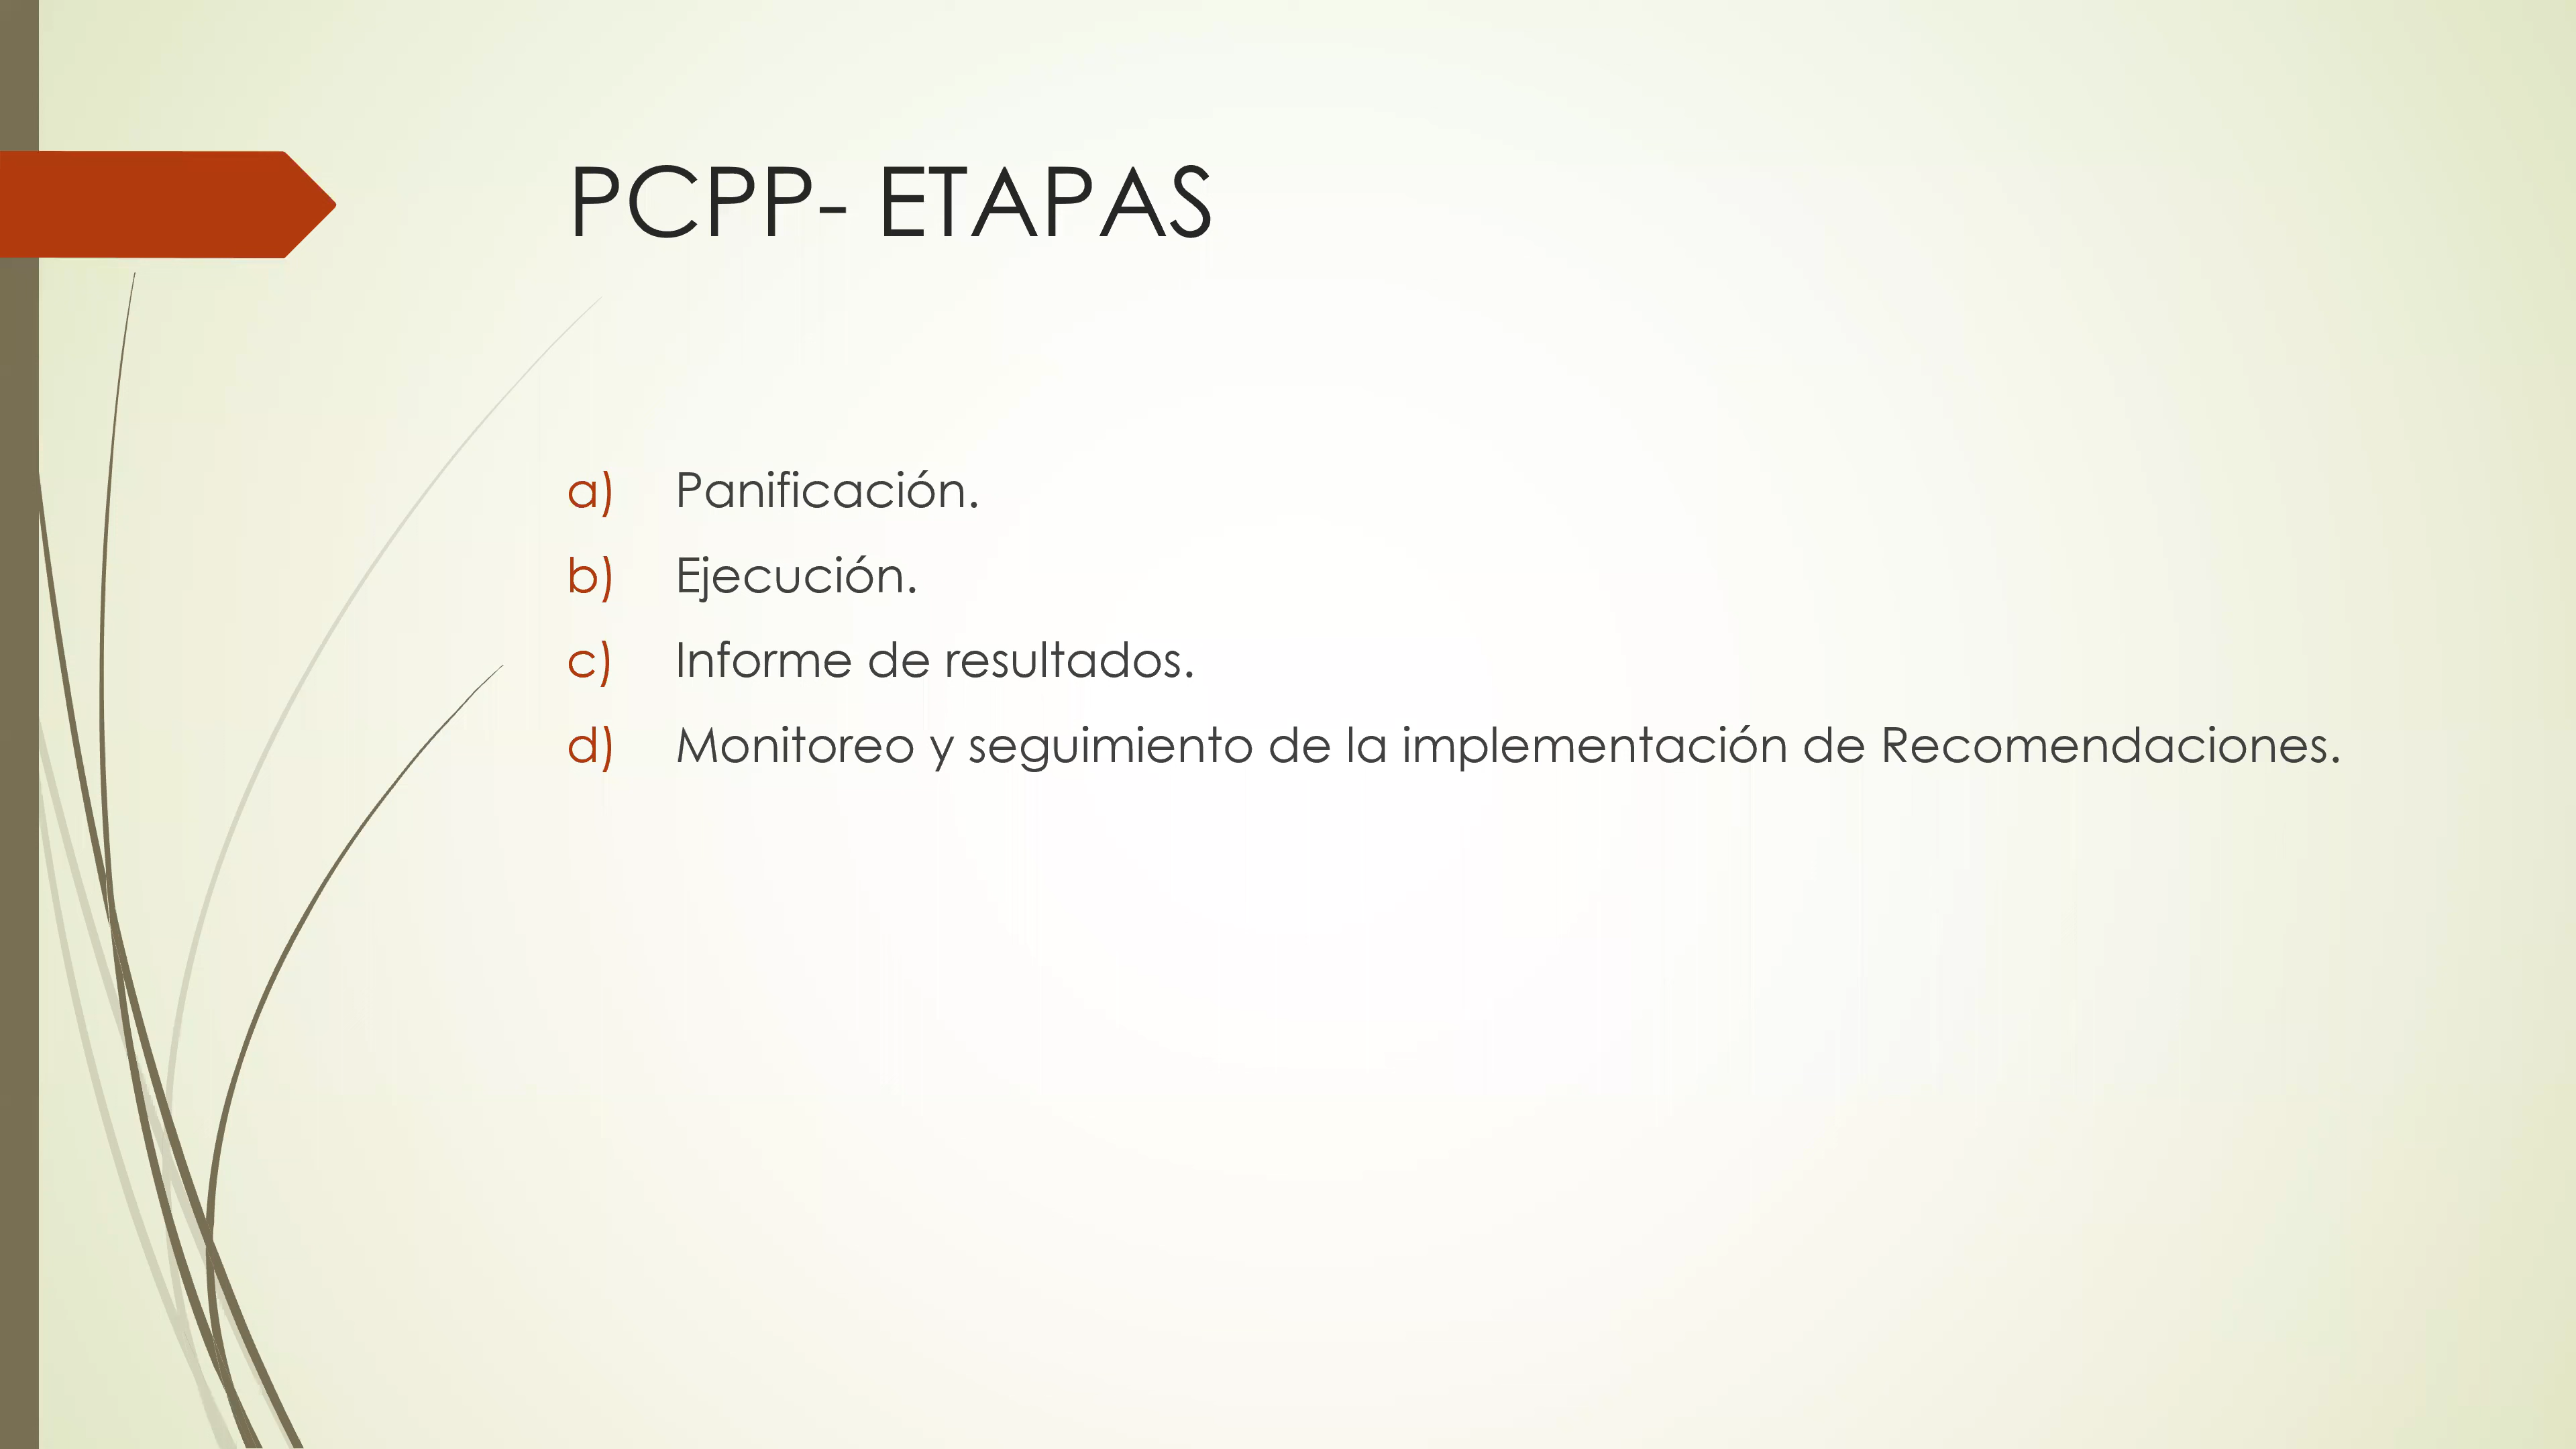 PCPP- ETAPAS
a) Panificación.
b) Ejecución.
c) Informe de resultados.
d) Monitoreo y seguimiento de la implementación de Recomendaciones.